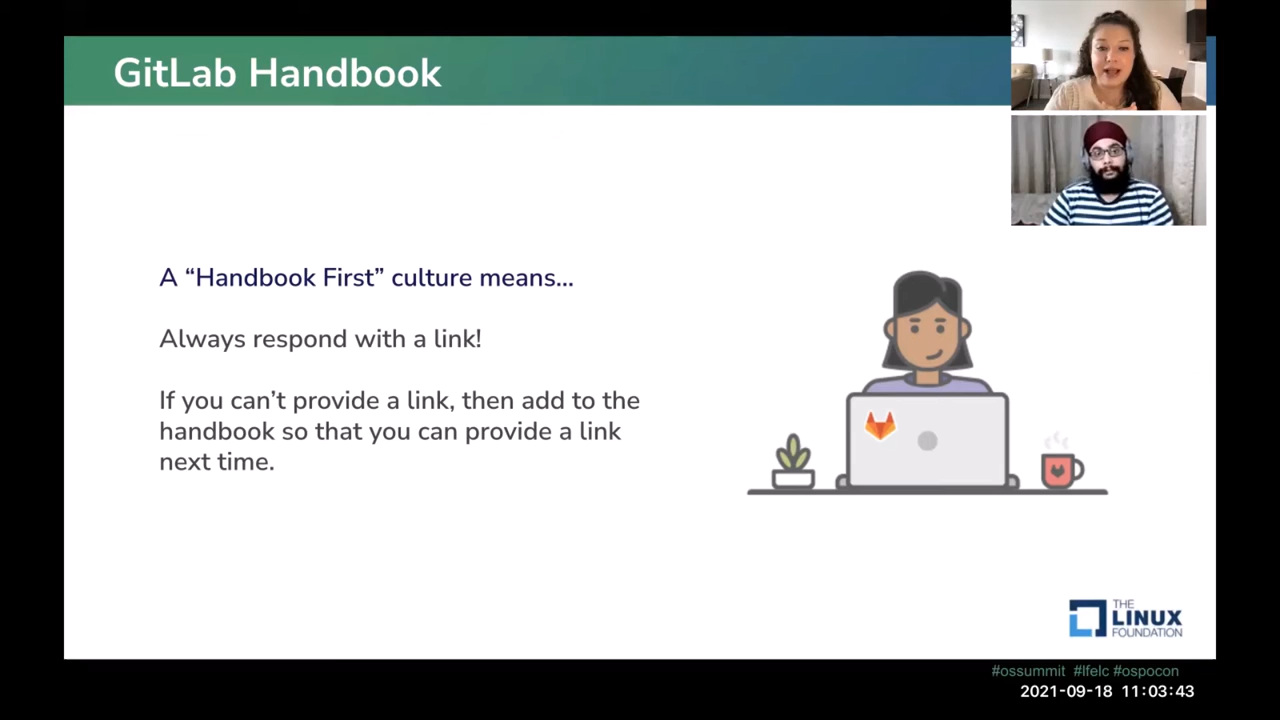 GitLab Handbook
A “Handbook First” culture means...
Always respond with a link!
If you can’t provide a link, then add to the
handbook so that you can provide a link
next time.
THE
LINUX
FOUNDATION
#ossummit #lfelc #ospocon
2021-09-18 11:03:43